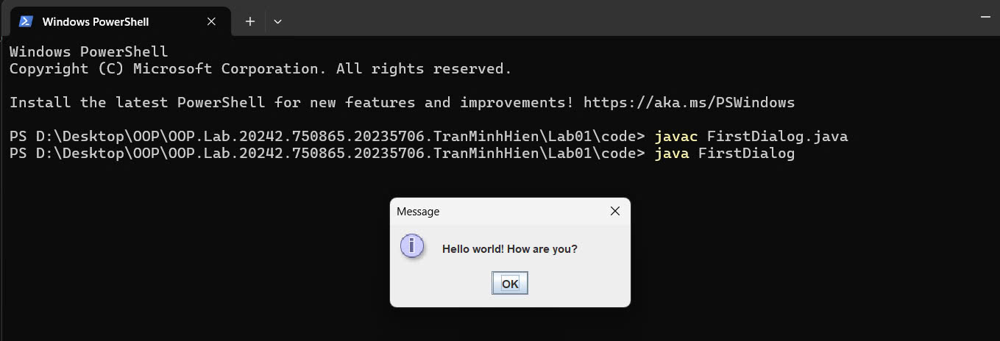 Windows PowerShell
Windows PowerShell
Copyright (C) Microsoft Corporation. All rights reserved.
Install the latest PowerShell for new features and improvements! https://aka.ms/PSWindows
PS D:\Desktop\OOP\OOP.Lab.20242.750865.20235706.TranMinhHien\Lab01\code> javac FirstDialog.java
PS D:\Desktop\OOP\OOP.Lab.20242.750865.20235706.TranMinhHien\Lab01\code> java FirstDialog
Message
Hello world! How are you?
OK